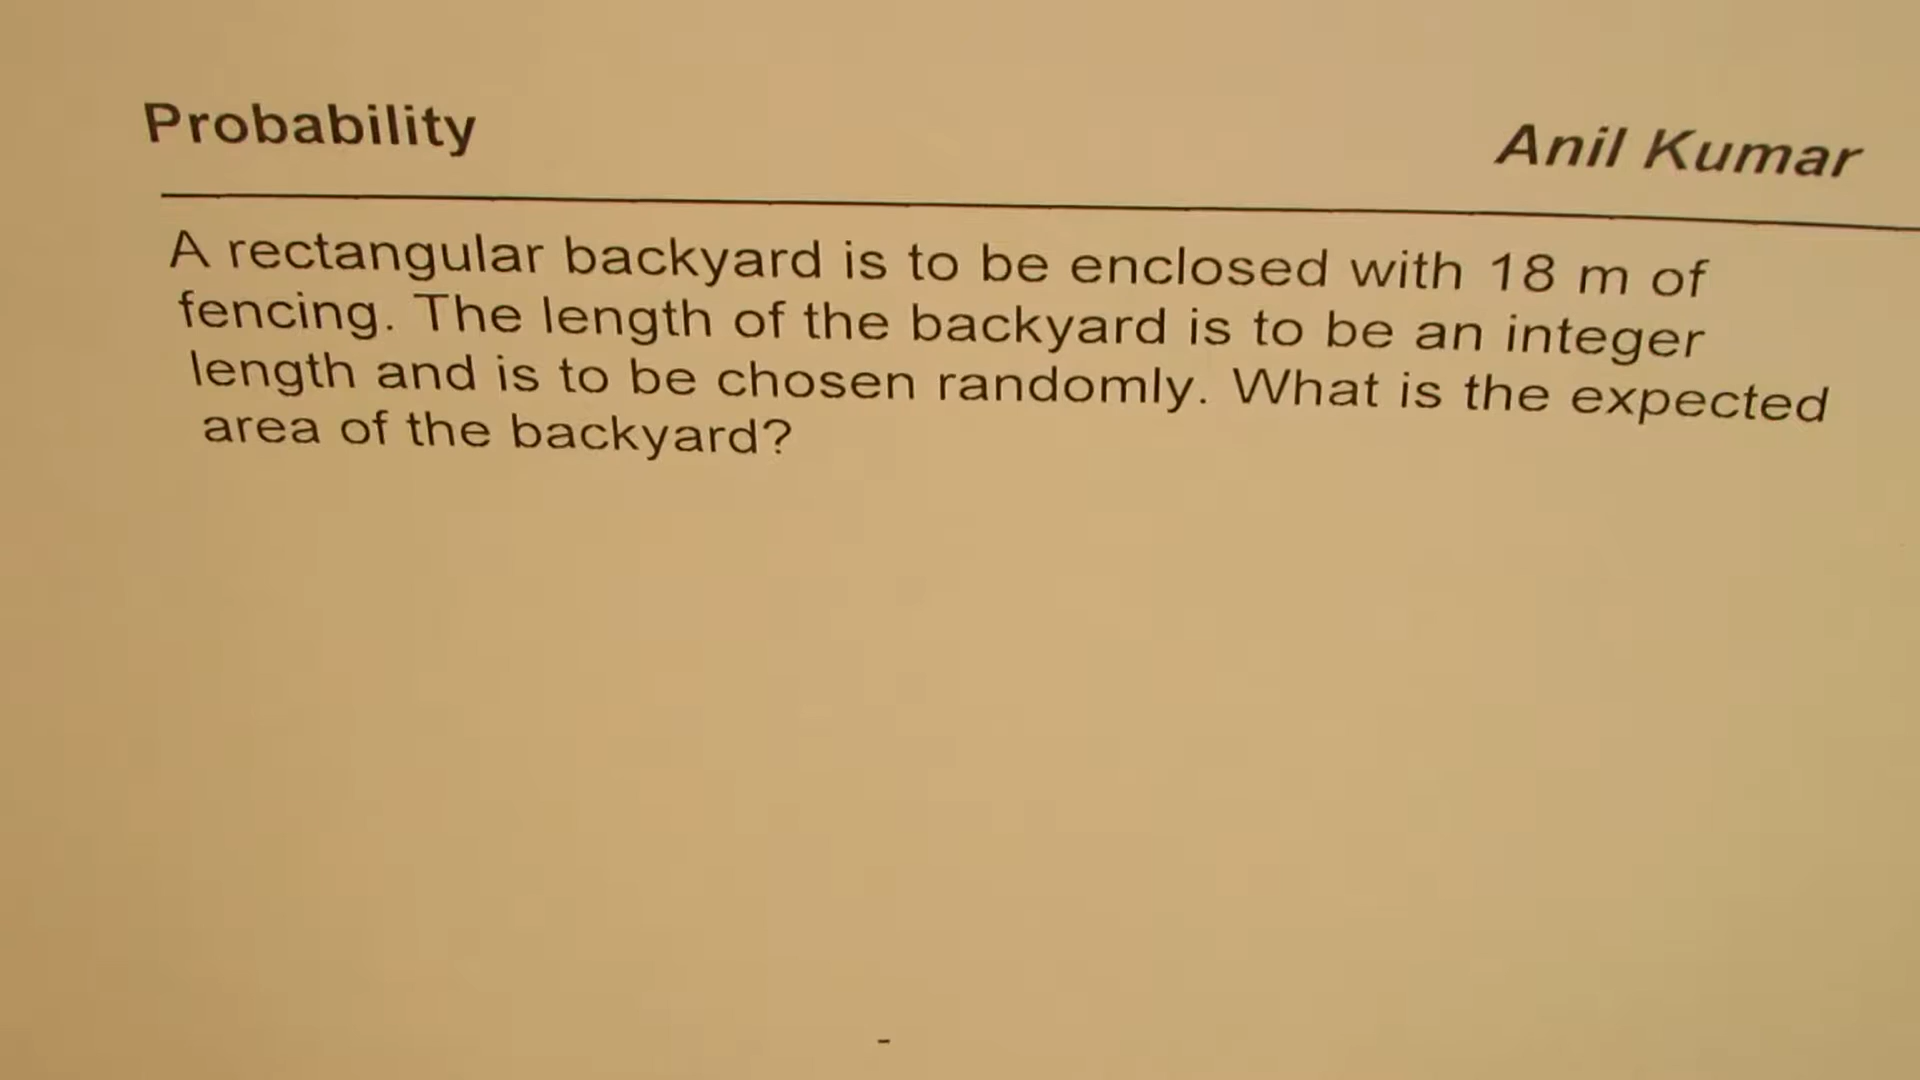 Probability
Anil Kumar
A rectangular backyard is to be enclosed with 18 m of
fencing. The length of the backyard is to be an integer
length and is to be chosen randomly. What is the expected
area of the backyard?
-